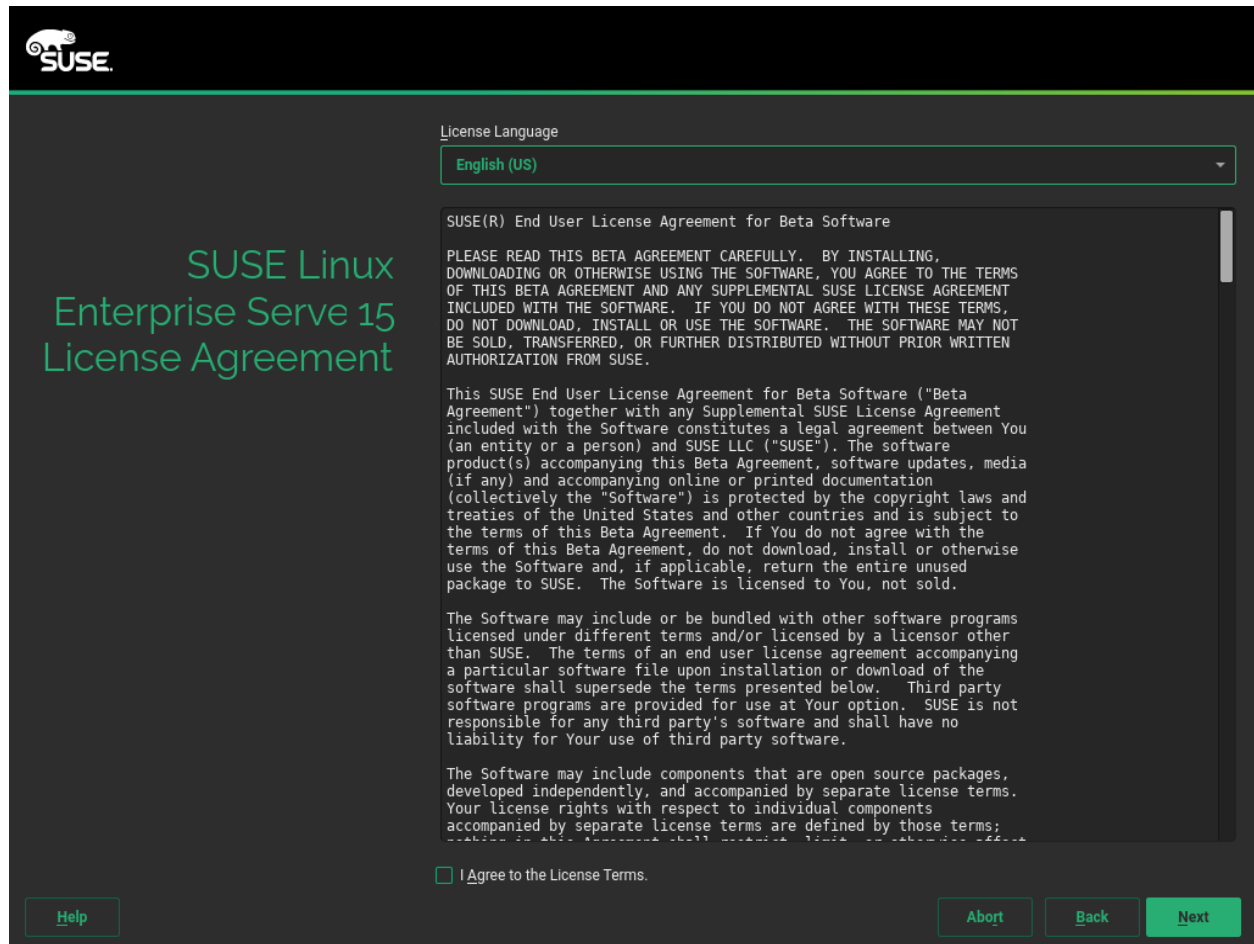 SUSE.
License Language
English (US)
SUSE Linux
Enterprise Serve 15
License Agreement
SUSE(R) End User License Agreement for Beta Software
PLEASE READ THIS BETA AGREEMENT CAREFULLY.  BY INSTALLING,
DOWNLOADING OR OTHERWISE USING THE SOFTWARE, YOU AGREE TO THE TERMS
OF THIS BETA AGREEMENT AND ANY SUPPLEMENTAL SUSE LICENSE AGREEMENT
INCLUDED WITH THE SOFTWARE.  IF YOU DO NOT AGREE WITH THESE TERMS,
DO NOT DOWNLOAD, INSTALL OR USE THE SOFTWARE.  THE SOFTWARE MAY NOT
BE SOLD, TRANSFERRED, OR FURTHER DISTRIBUTED WITHOUT PRIOR WRITTEN
AUTHORIZATION FROM SUSE.
This SUSE End User License Agreement for Beta Software ("Beta
Agreement") together with any Supplemental SUSE License Agreement
included with the Software constitutes a legal agreement between You
(an entity or a person) and SUSE LLC ("SUSE"). The software
product(s) accompanying this Beta Agreement, software updates, media
(if any) and accompanying online or printed documentation
(collectively the "Software") is protected by the copyright laws and
treaties of the United States and other countries and is subject to
the terms of this Beta Agreement.  If You do not agree with the
terms of this Beta Agreement, do not download, install or otherwise
use the Software and, if applicable, return the entire unused
package to SUSE.  The Software is licensed to You, not sold.
The Software may include or be bundled with other software programs
licensed under different terms and/or licensed by a licensor other
than SUSE.  The terms of an end user license agreement accompanying
a particular software file upon installation or download of the
software shall supersede the terms presented below.   Third party
software programs are provided for use at Your option.  SUSE is not
responsible for any third party's software and shall have no
liability for Your use of third party software.
The Software may include components that are open source packages,
developed independently, and accompanied by separate license terms.
Your license rights with respect to individual components
accompanied by separate license terms are defined by those terms;
nothing in this Agreement shall restrict, limit, or otherwise affect
I Agree to the License Terms.
Help
Abort
Back
Next